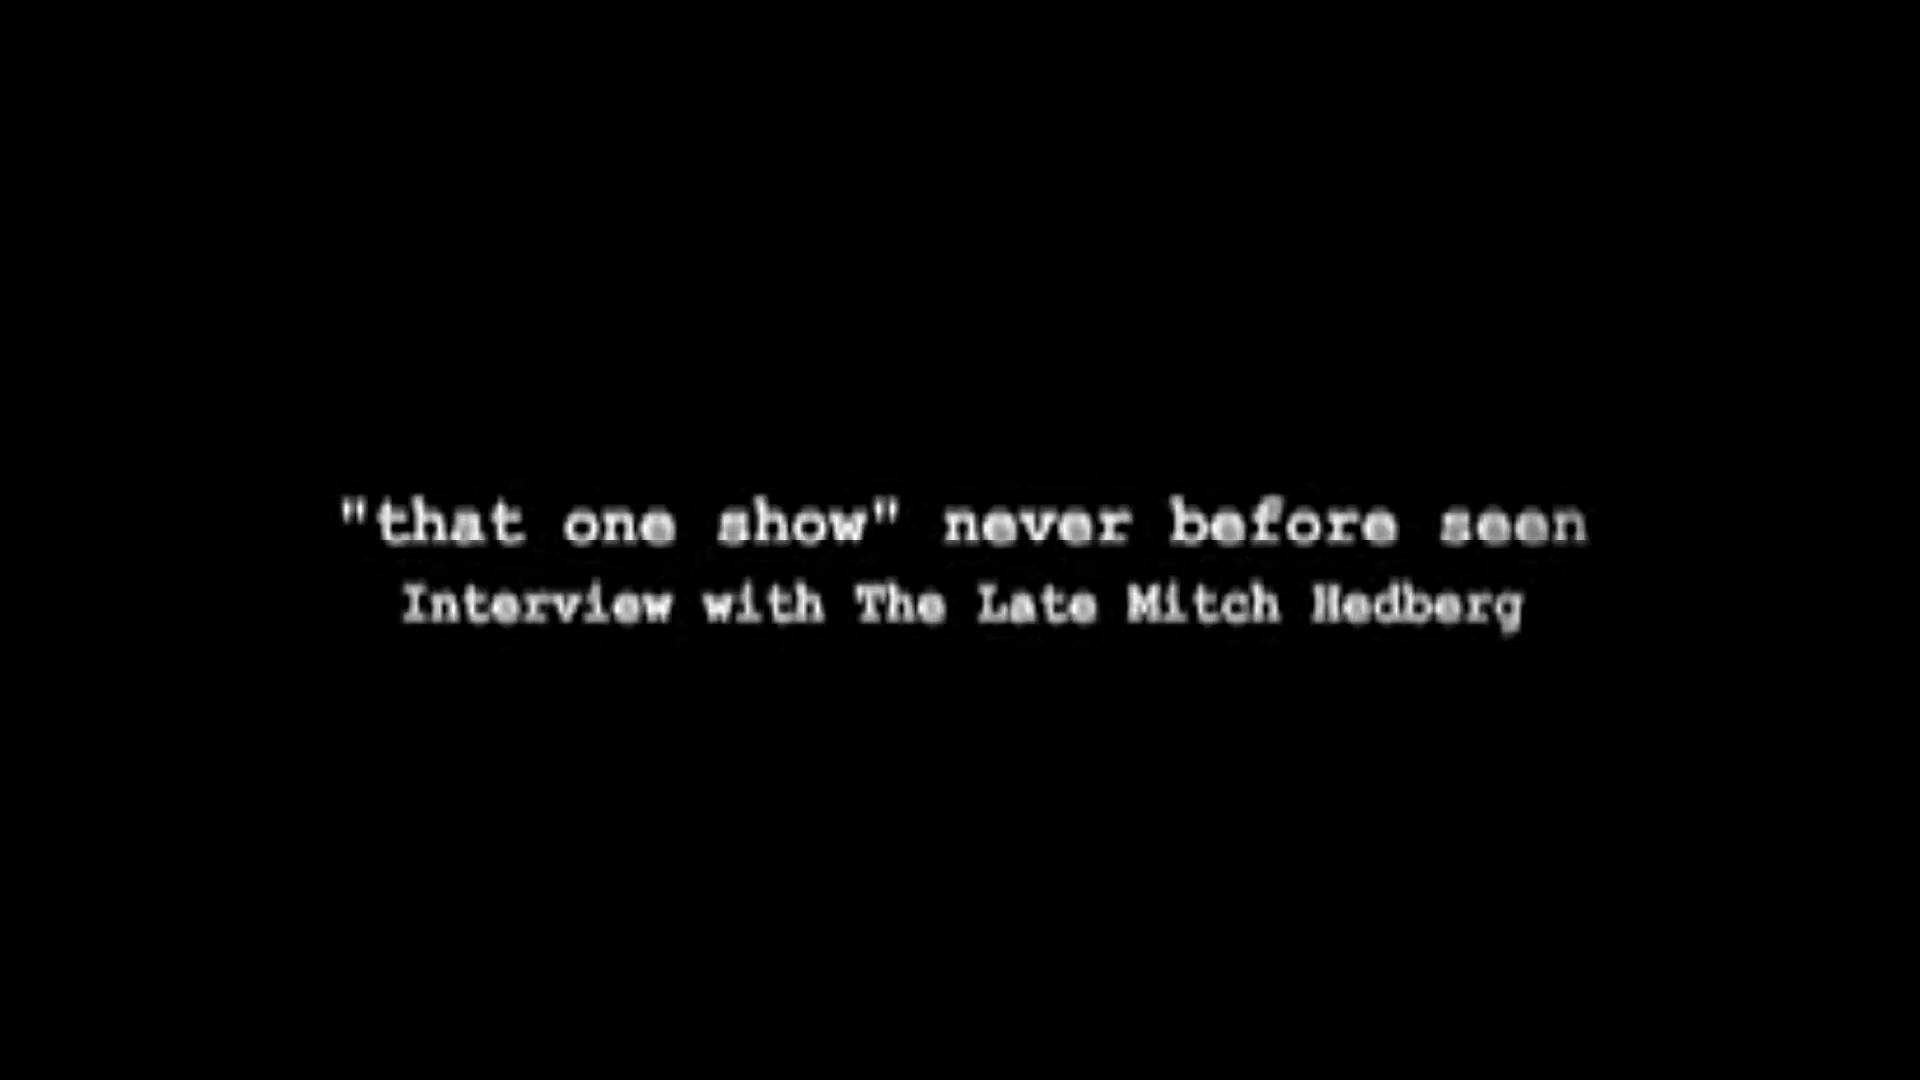 "that one show" never before seen
Interview with The Late Mitch Hedberg